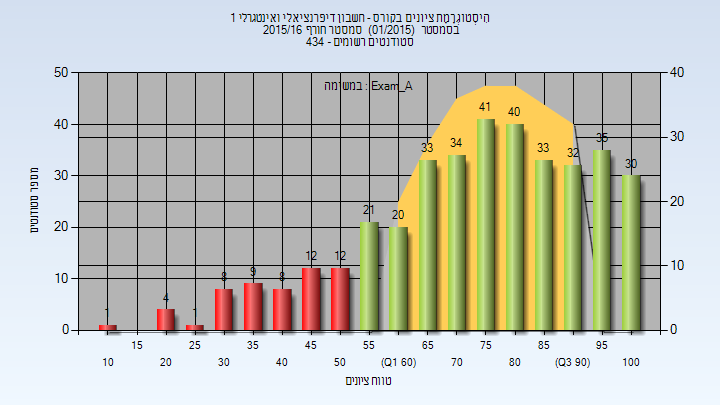 היסטוגרמת ציונים בקורס - חשבון דיפרנציאלי ואינטגרלי 1
בסמסטר (01/2015) סמסטר חורף 2015/16
סטודנטים רשומים - 434
במשימה : Exam_A
מספר סטודנטים
50 40 30 20 10 0
40 30 20 10 0
1 4 1 8 9 8 12 12 21 20 33 34 41 40 33 32 35 30
15 25 35 45 55 65 75 85 95
10 20 30 40 50 (Q1 60) 70 80 (Q3 90) 100
טווח ציונים